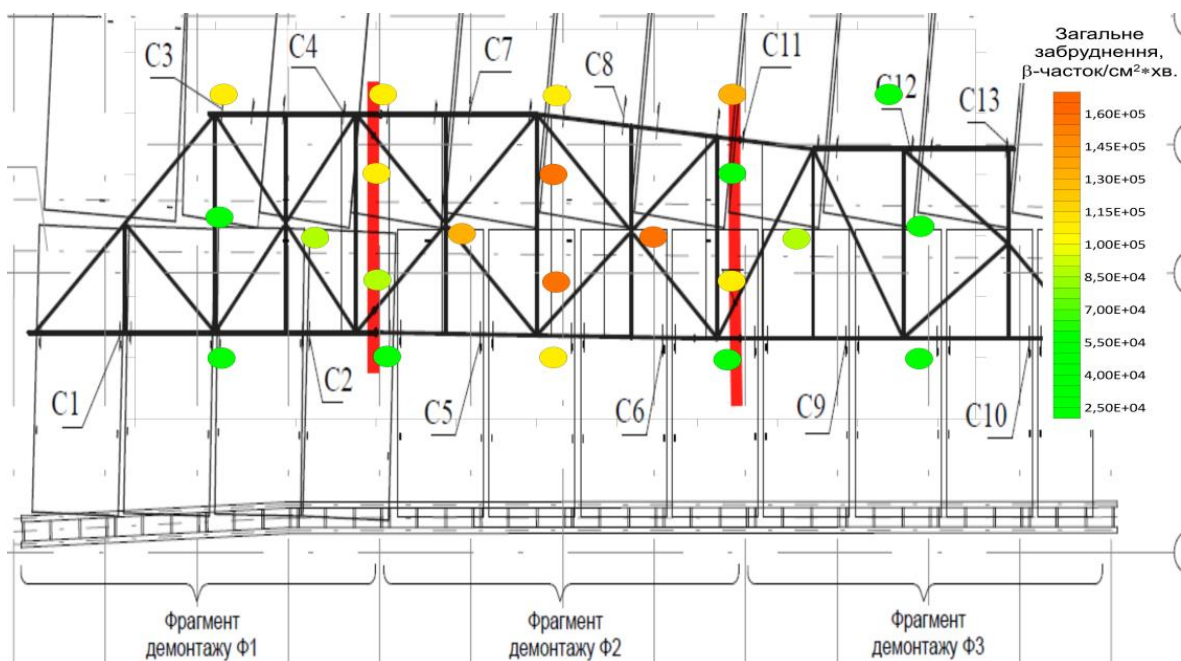 Загальне
забруднення,
β-часток/см²*хв.
C3
C4
C7
C8
C11
C12
C13
1,60E+05
1,45E+05
1,30E+05
1,15E+05
1,00E+05
8,50E+04
7,00E+04
5,50E+04
4,00E+04
2,50E+04
C1
C2
C5
C6
C9
C10
Фрагмент
демонтажу Ф1
Фрагмент
демонтажу Ф2
Фрагмент
демонтажу Ф3